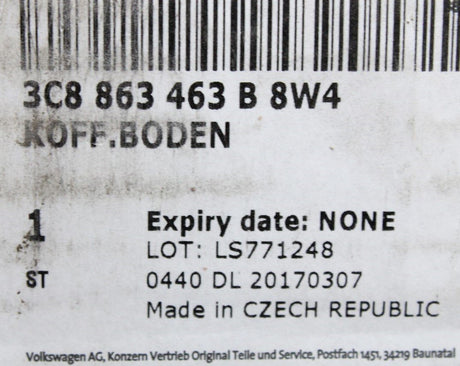 3C8 863 463 B 8W4
KOFF.BODEN
1 Expiry date: NONE
LOT: LS771248
ST 0440 DL 20170307
Made in CZECH REPUBLIC
Volkswagen AG, Konzern Vertrieb Original Teile und Service, Postfach 1451, 34219 Baunatal